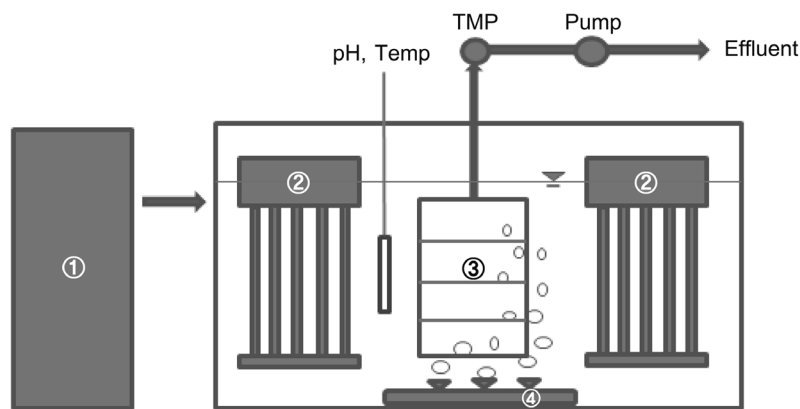 TMP
Pump
Effluent
pH, Temp
②
②
③
①
④